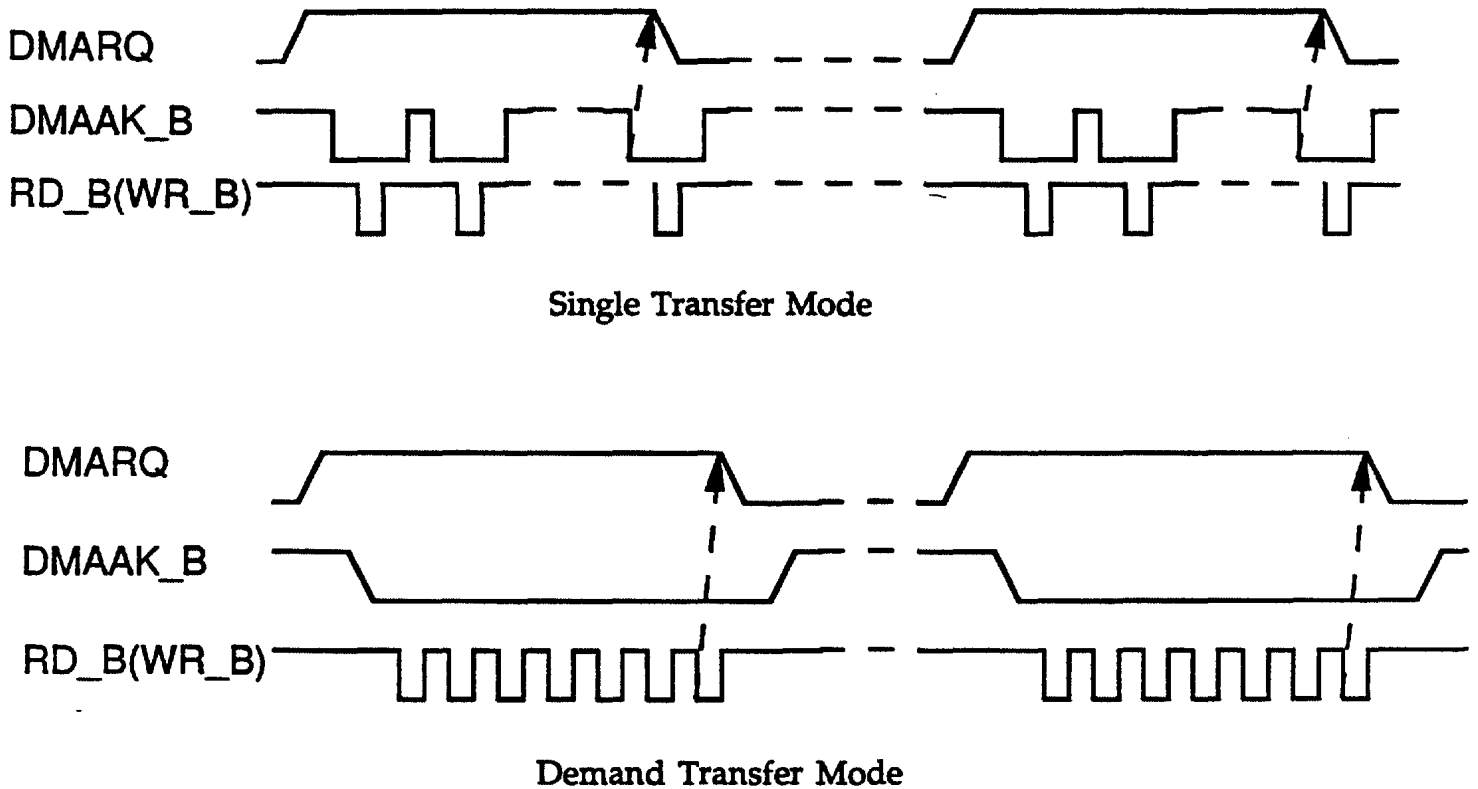 DMARQ
DMAAK_B
RD_B(WR_B)
Single Transfer Mode
DMARQ
DMAAK_B
RD_B(WR_B)
Demand Transfer Mode